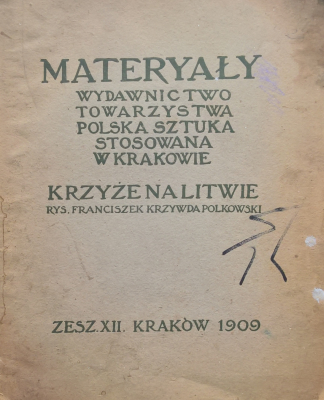 MATERYAŁY
WYDAWNICTWO
TOWARZYSTWA
POLSKA SZTUKA
STOSOWANA
W KRAKOWIE
KRZYŻE NA LITWIE
RYS. FRANCISZEK KRZYWDA POLKOWSKI
ZESZ. XII. KRAKÓW 1909